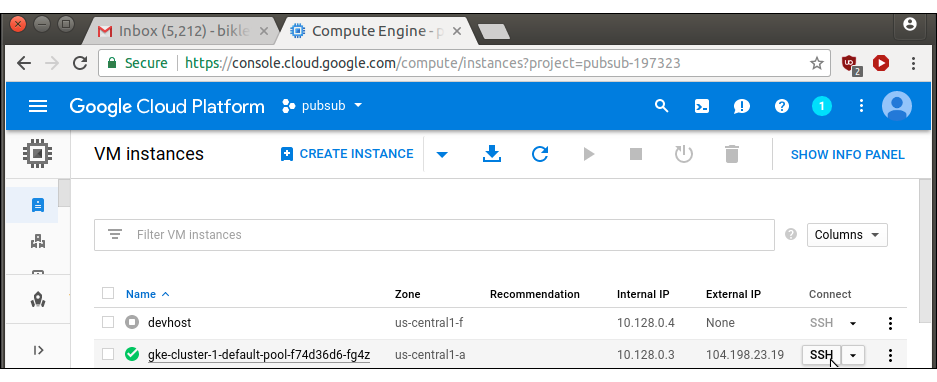 Inbox (5,212) - bikle
Compute Engine - p
Secure
https://console.cloud.google.com/compute/instances?project=pubsub-197323
2
Google Cloud Platform
pubsub
1
VM instances
CREATE INSTANCE
SHOW INFO PANEL
Filter VM instances
Columns
Name Zone Recommendation Internal IP External IP Connect
devhost us-central1-f 10.128.0.4 None SSH
gke-cluster-1-default-pool-f74d36d6-fg4z us-central1-a 10.128.0.3 104.198.23.19 SSH